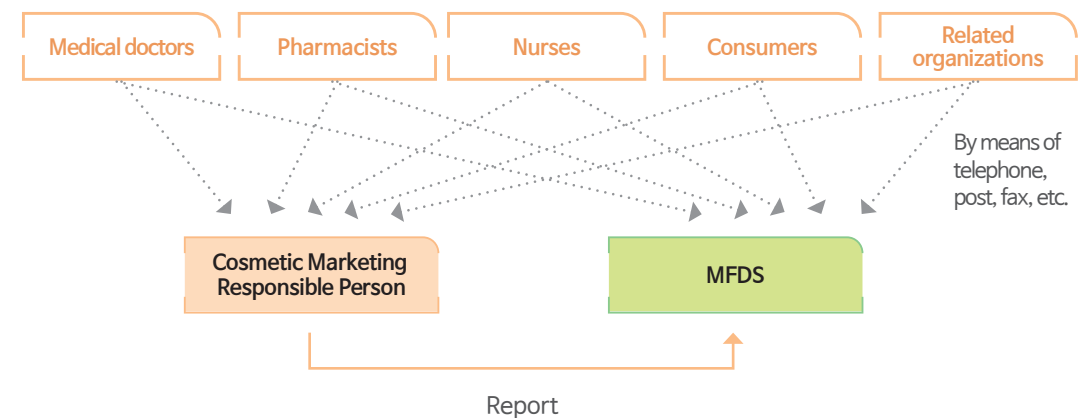 Medical doctors
Pharmacists
Nurses
Consumers
Related
organizations
By means of
telephone,
post, fax, etc.
Cosmetic Marketing
Responsible Person
MFDS
Report